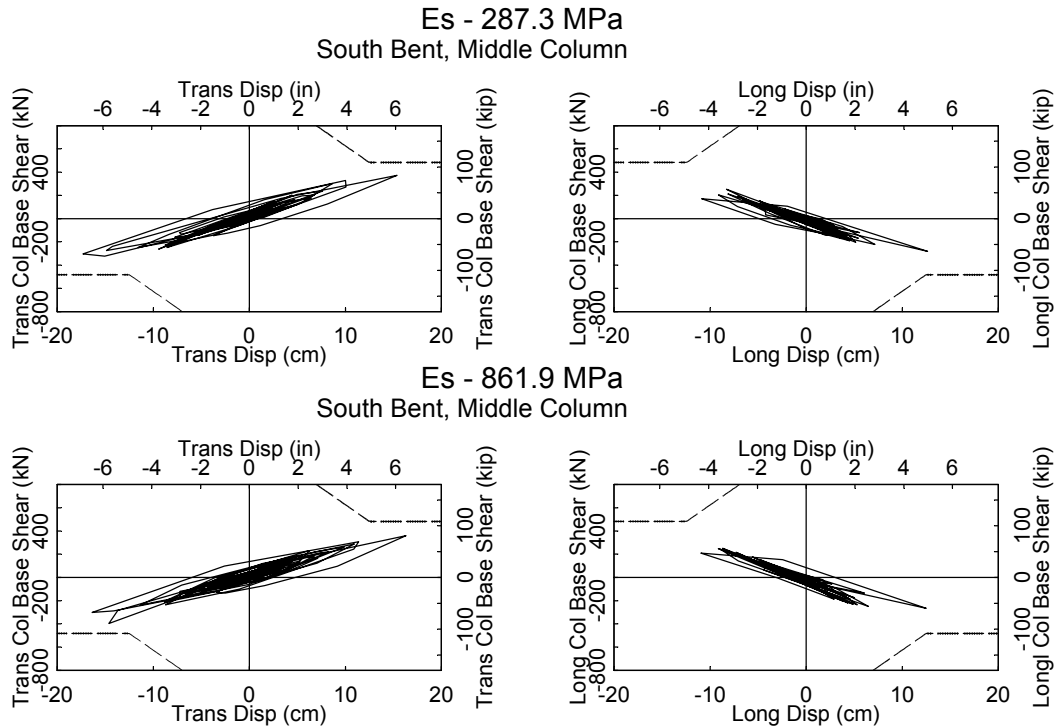 Es - 287.3 MPa
South Bent, Middle Column
Trans Disp (in)
-6 -4 -2 0 2 4 6
Trans Col Base Shear (kN)
400
-200
-800
Trans Col Base Shear (kip)
100
0
-100
-20 -10 0 10 20
Trans Disp (cm)
Long Disp (in)
-6 -4 -2 0 2 4 6
Long Col Base Shear (kN)
400
-200
-800
Longl Col Base Shear (kip)
100
0
-100
-20 -10 0 10 20
Long Disp (cm)
Es - 861.9 MPa
South Bent, Middle Column
Trans Disp (in)
-6 -4 -2 0 2 4 6
Trans Col Base Shear (kN)
400
-200
-800
Trans Col Base Shear (kip)
100
0
-100
-20 -10 0 10 20
Trans Disp (cm)
Long Disp (in)
-6 -4 -2 0 2 4 6
Long Col Base Shear (kN)
400
-200
-800
Longl Col Base Shear (kip)
100
0
-100
-20 -10 0 10 20
Long Disp (cm)